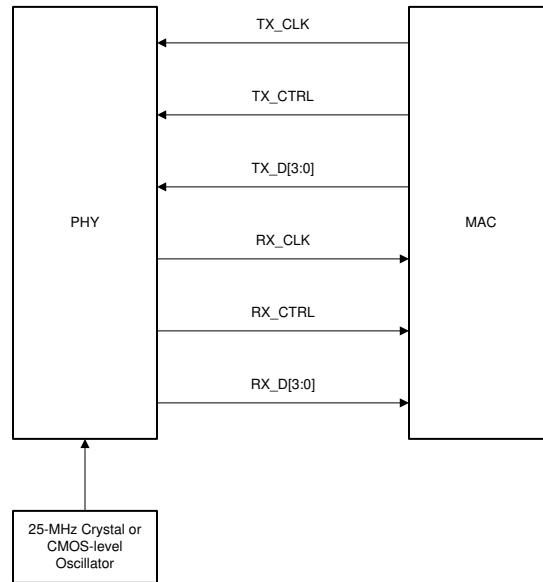 TX_CLK
TX_CTRL
TX_D[3:0]
PHY
MAC
RX_CLK
RX_CTRL
RX_D[3:0]
25-MHz Crystal or
CMOS-level
Oscillator